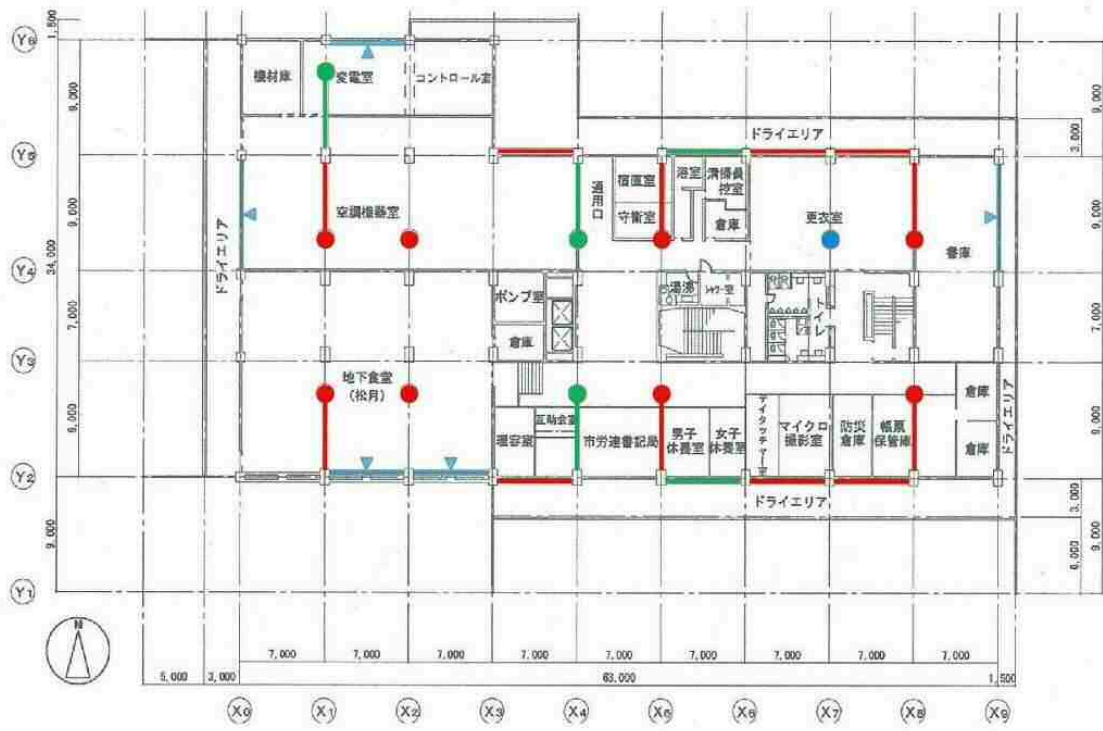 Y6
1,500
機材庫
変電室
コントロール室
9,000
9,000
ドライエリア
3,000
Y5
宿直室
浴室
清掃員
控室
通用口
空調機器室
守衛室
倉庫
更衣室
書庫
9,000
9,000
34,000
ドライエリア
Y4
ポンプ室
湯沸
シャワー室
トイレ
7,000
7,000
倉庫
Y3
地下食室
(松月)
倉庫
理容室
互助会室
市労連書記局
男子
休養室
女子
休養室
マイクロ
撮影室
防災
倉庫
帳票
保管庫
倉庫
ドライエリア
9,000
9,000
Y2
ドライエリア
3,000
9,000
6,000
9,000
Y1
N
7,000
7,000
7,000
7,000
7,000
7,000
7,000
7,000
7,000
5,000
3,000
63,000
1,500
X0
X1
X2
X3
X4
X5
X6
X7
X8
X9